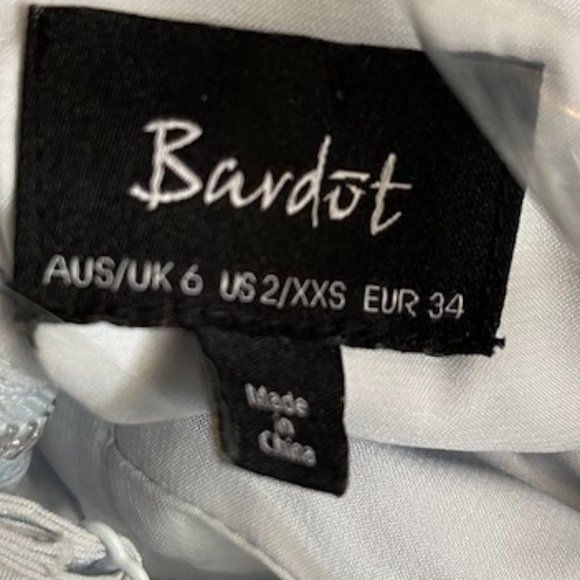 Bardōt
AUS/UK 6 US 2/XXS EUR 34
Made
in
China